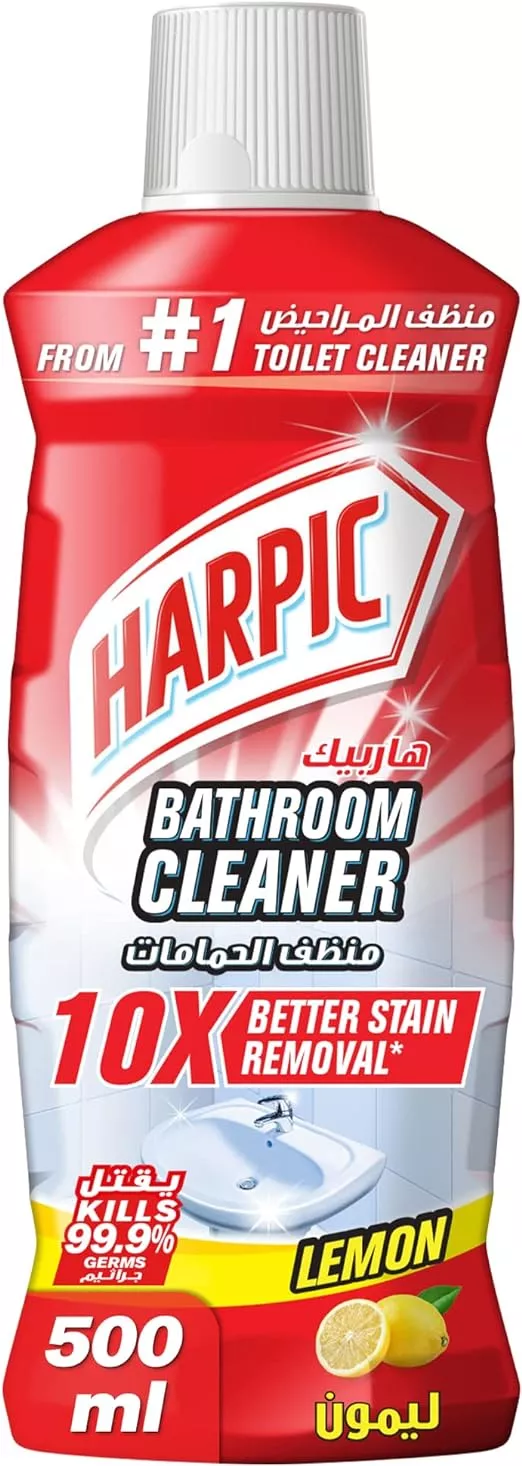 منظف المراحيض
FROM #1 TOILET CLEANER
HARPIC
هاربيك
BATHROOM
CLEANER
منظف الحمامات
10X BETTER STAIN
REMOVAL*
يقتل
KILLS
99.9%
GERMS
جراثيم
LEMON
500
ml
ليمون